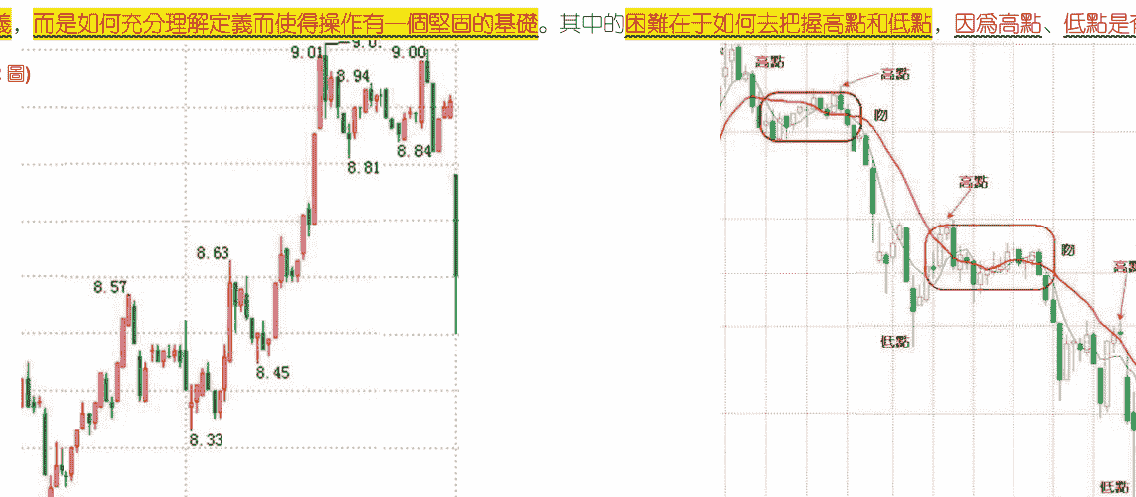 義，而是如何充分理解定義而使得操作有一個堅固的基礎。其中的困難在于如何去把握高點和低點，因爲高點、低點是有
圖)
9.01
9.00
8.94
8.81
8.84
8.63
8.57
8.45
8.33
高點
高點
吻
高點
吻
高點
低點
低點